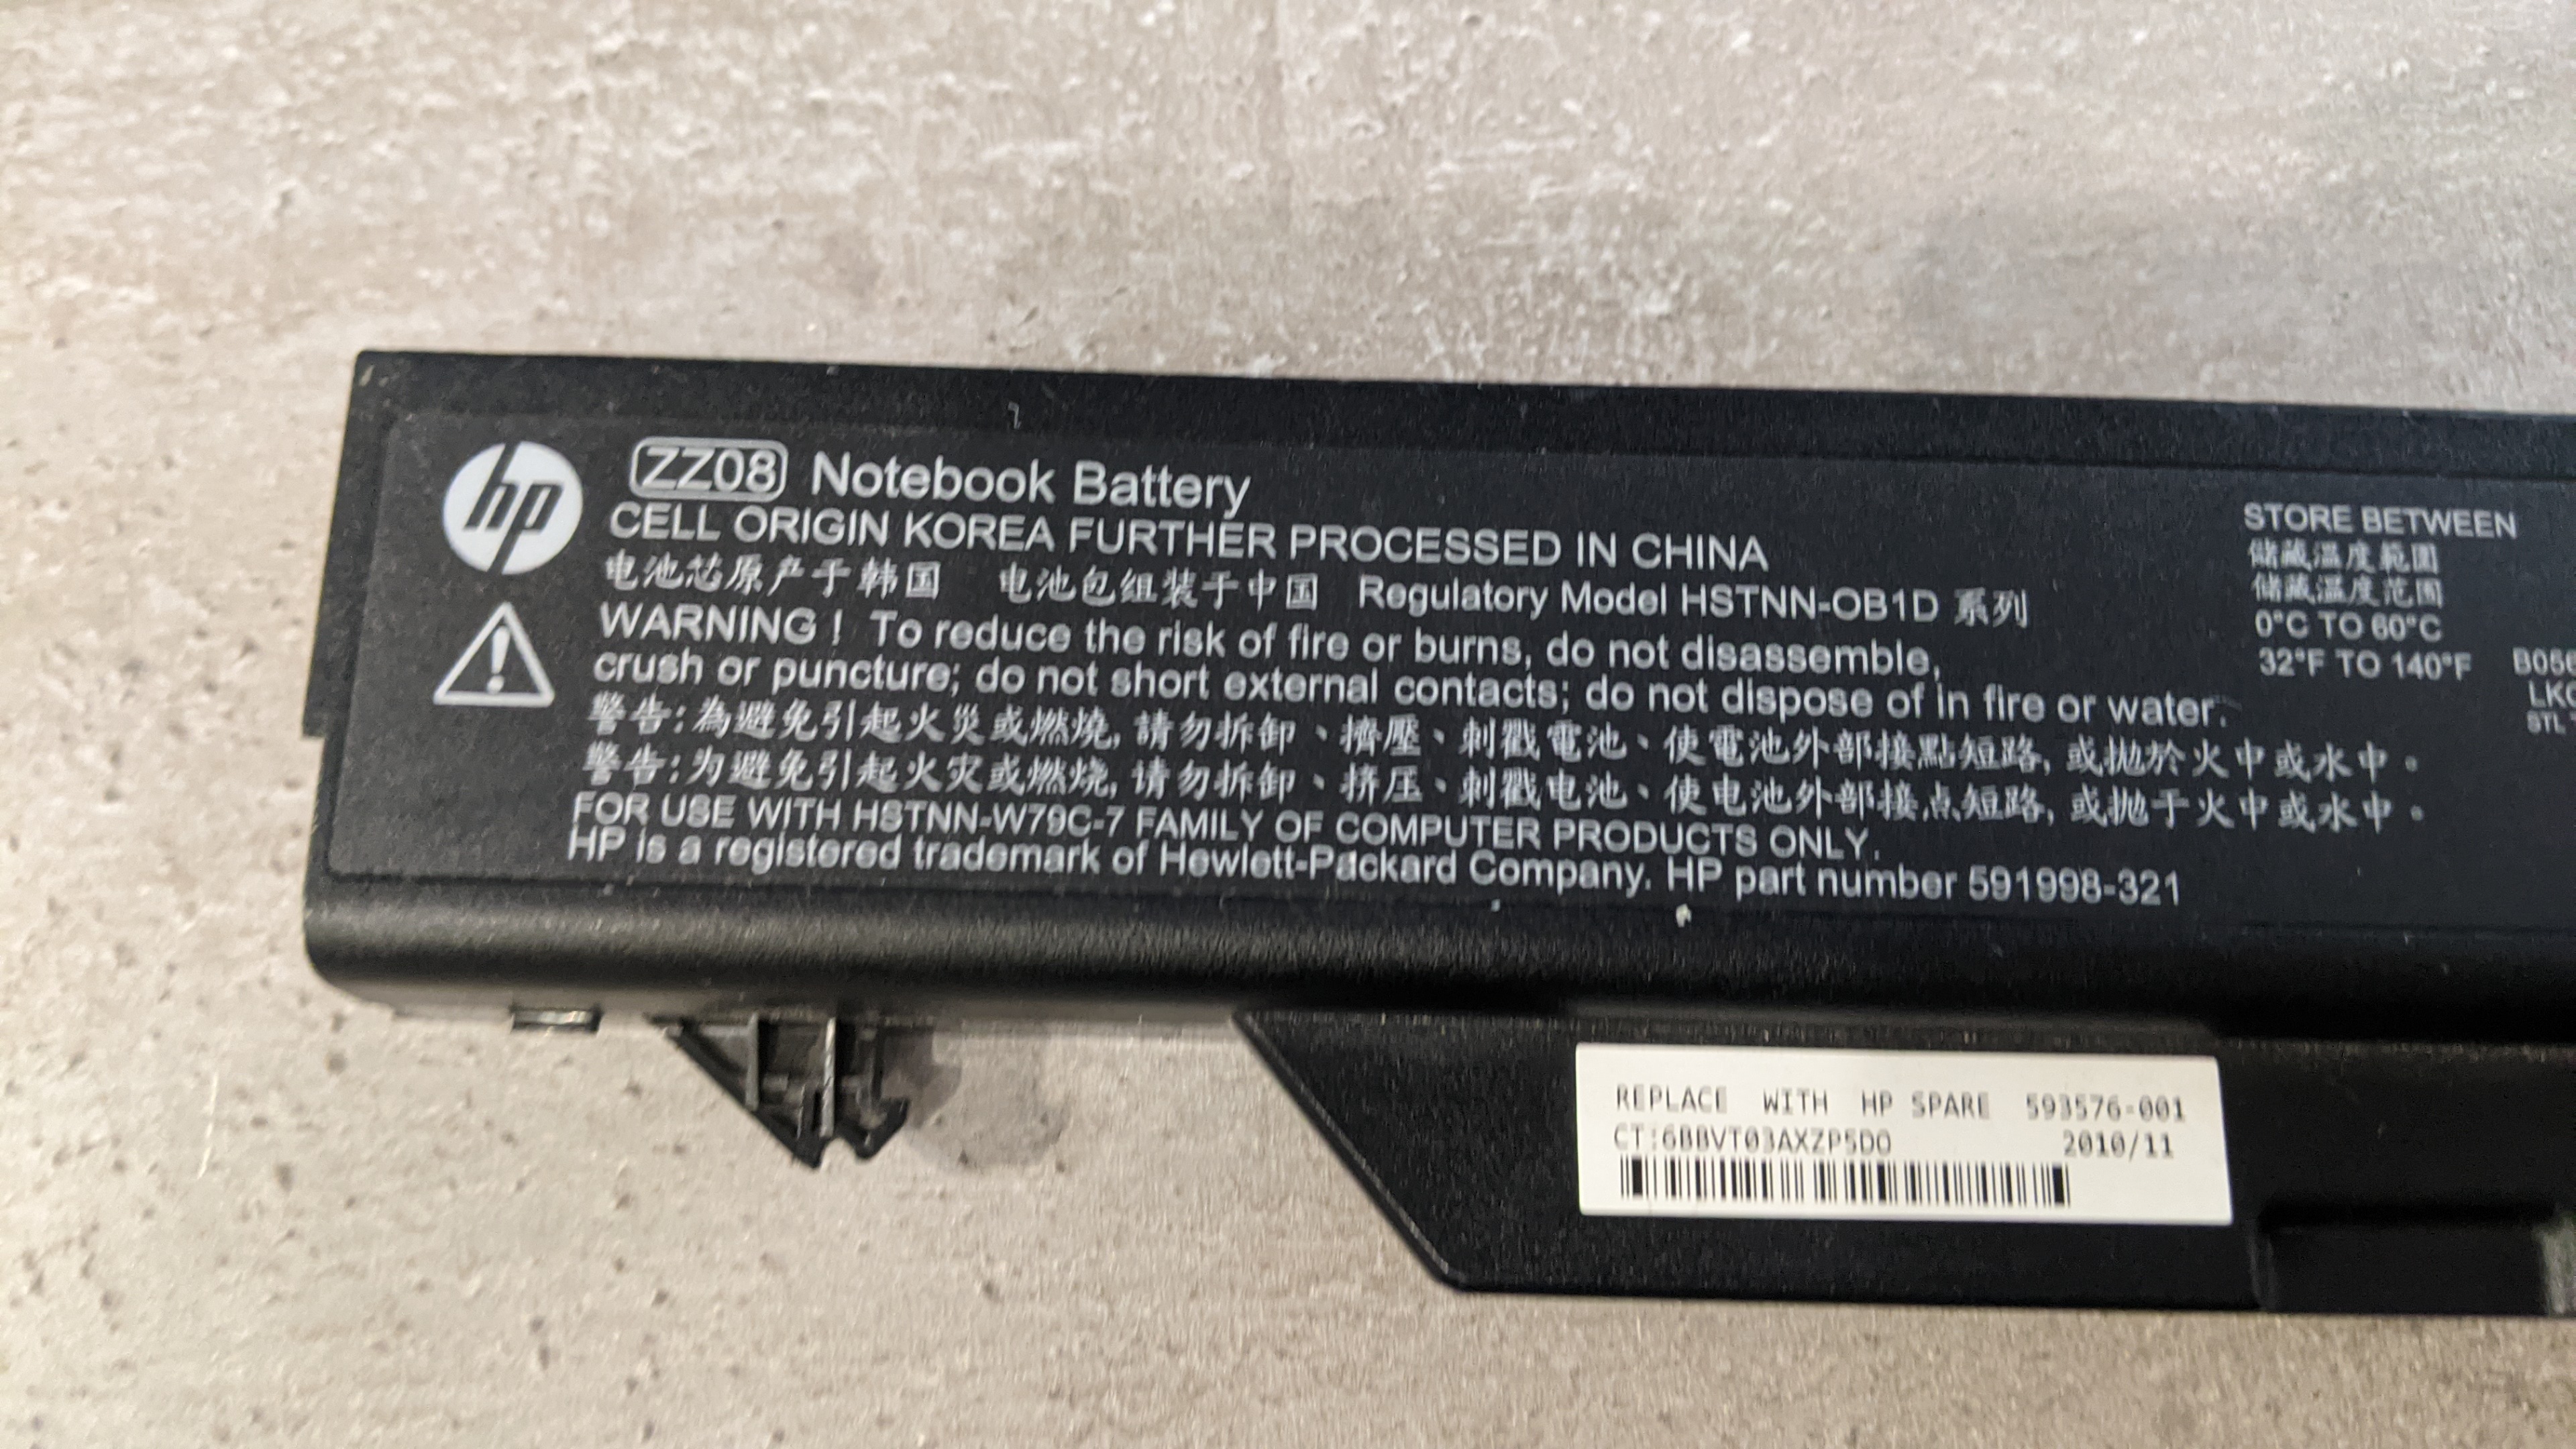 hp
ZZ08 Notebook Battery
CELL ORIGIN KOREA FURTHER PROCESSED IN CHINA
电池芯原产于韩国 电池包组装于中国 Regulatory Model HSTNN-OB1D 系列
WARNING! To reduce the risk of fire or burns, do not disassemble,
crush or puncture; do not short external contacts; do not dispose of in fire or water.
警告:為避免引起火災或燃燒,請勿拆卸、擠壓、刺戳電池、使電池外部接點短路,或拋於火中或水中。
警告:为避免引起火灾或燃烧,请勿拆卸、挤压、刺戳电池、使电池外部接点短路,或抛于火中或水中。
FOR USE WITH HSTNN-W79C-7 FAMILY OF COMPUTER PRODUCTS ONLY.
HP is a registered trademark of Hewlett-Packard Company. HP part number 591998-321
STORE BETWEEN
儲藏溫度範圍
儲藏溫度范围
0°C TO 60°C
32°F TO 140°F
STL
REPLACE WITH HP SPARE 593576-001
CT:6BBVT03AXZP5DO 2010/11